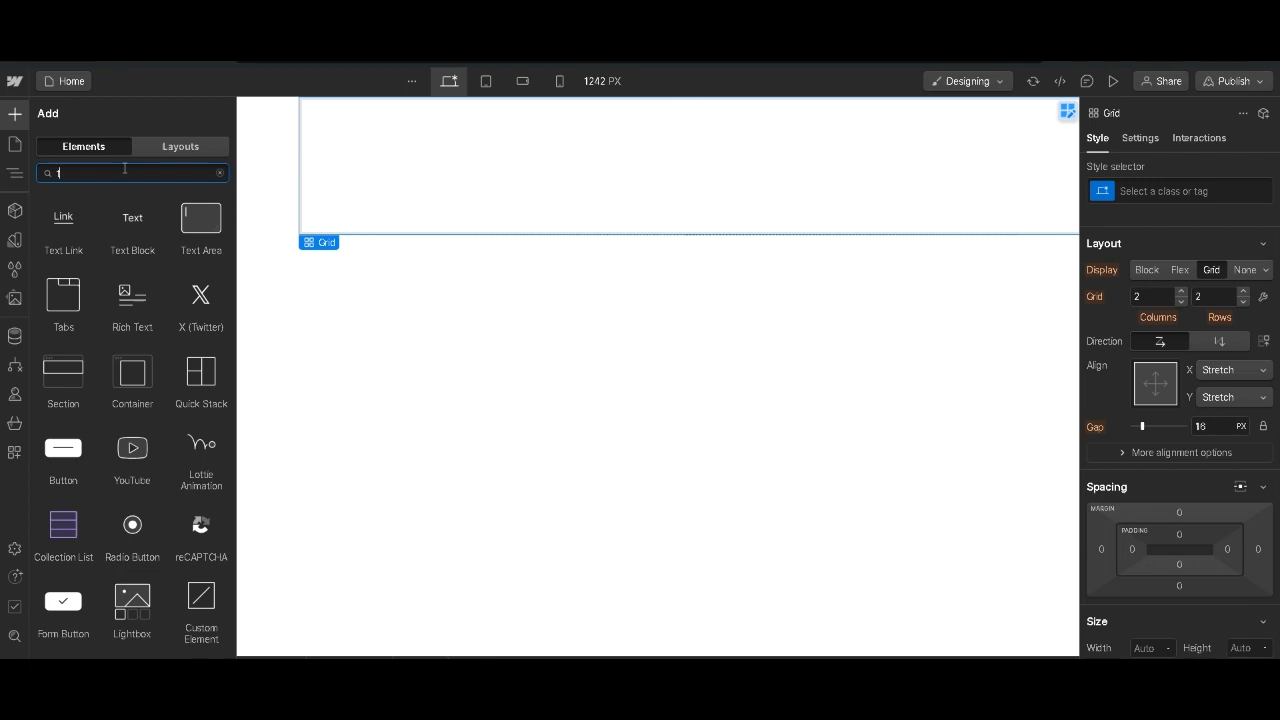 Home
1242 PX
Designing
Share
Publish
Add
Elements
Layouts
t
Link
Text
Text Link
Text Block
Text Area
Tabs
Rich Text
X (Twitter)
Section
Container
Quick Stack
Button
YouTube
Lottie
Animation
Collection List
Radio Button
reCAPTCHA
Form Button
Lightbox
Custom
Element
Grid
Grid
Style
Settings
Interactions
Style selector
Select a class or tag
Layout
Display
Block
Flex
Grid
None
Grid
2
2
Columns
Rows
Direction
Align
X
Stretch
Y
Stretch
Gap
16
PX
More alignment options
Spacing
MARGIN
0
PADDING
0
0
0
0
0
0
0
Size
Width
Auto
-
Height
Auto
-